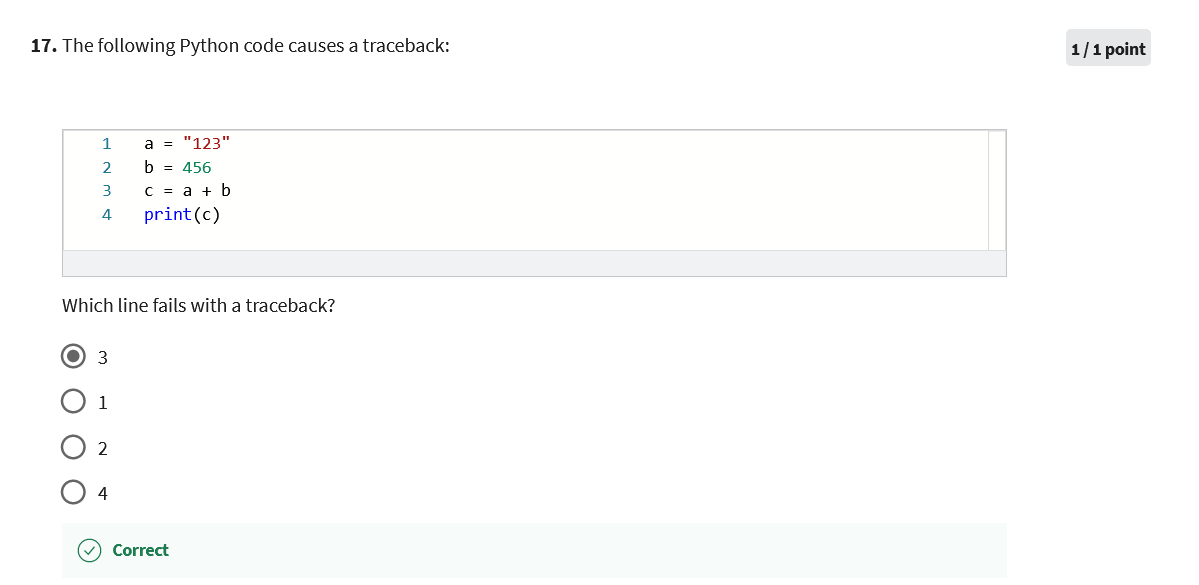 17. The following Python code causes a traceback:
1 / 1 point
1 a = "123"
2 b = 456
3 c = a + b
4 print(c)
Which line fails with a traceback?
3
1
2
4
Correct